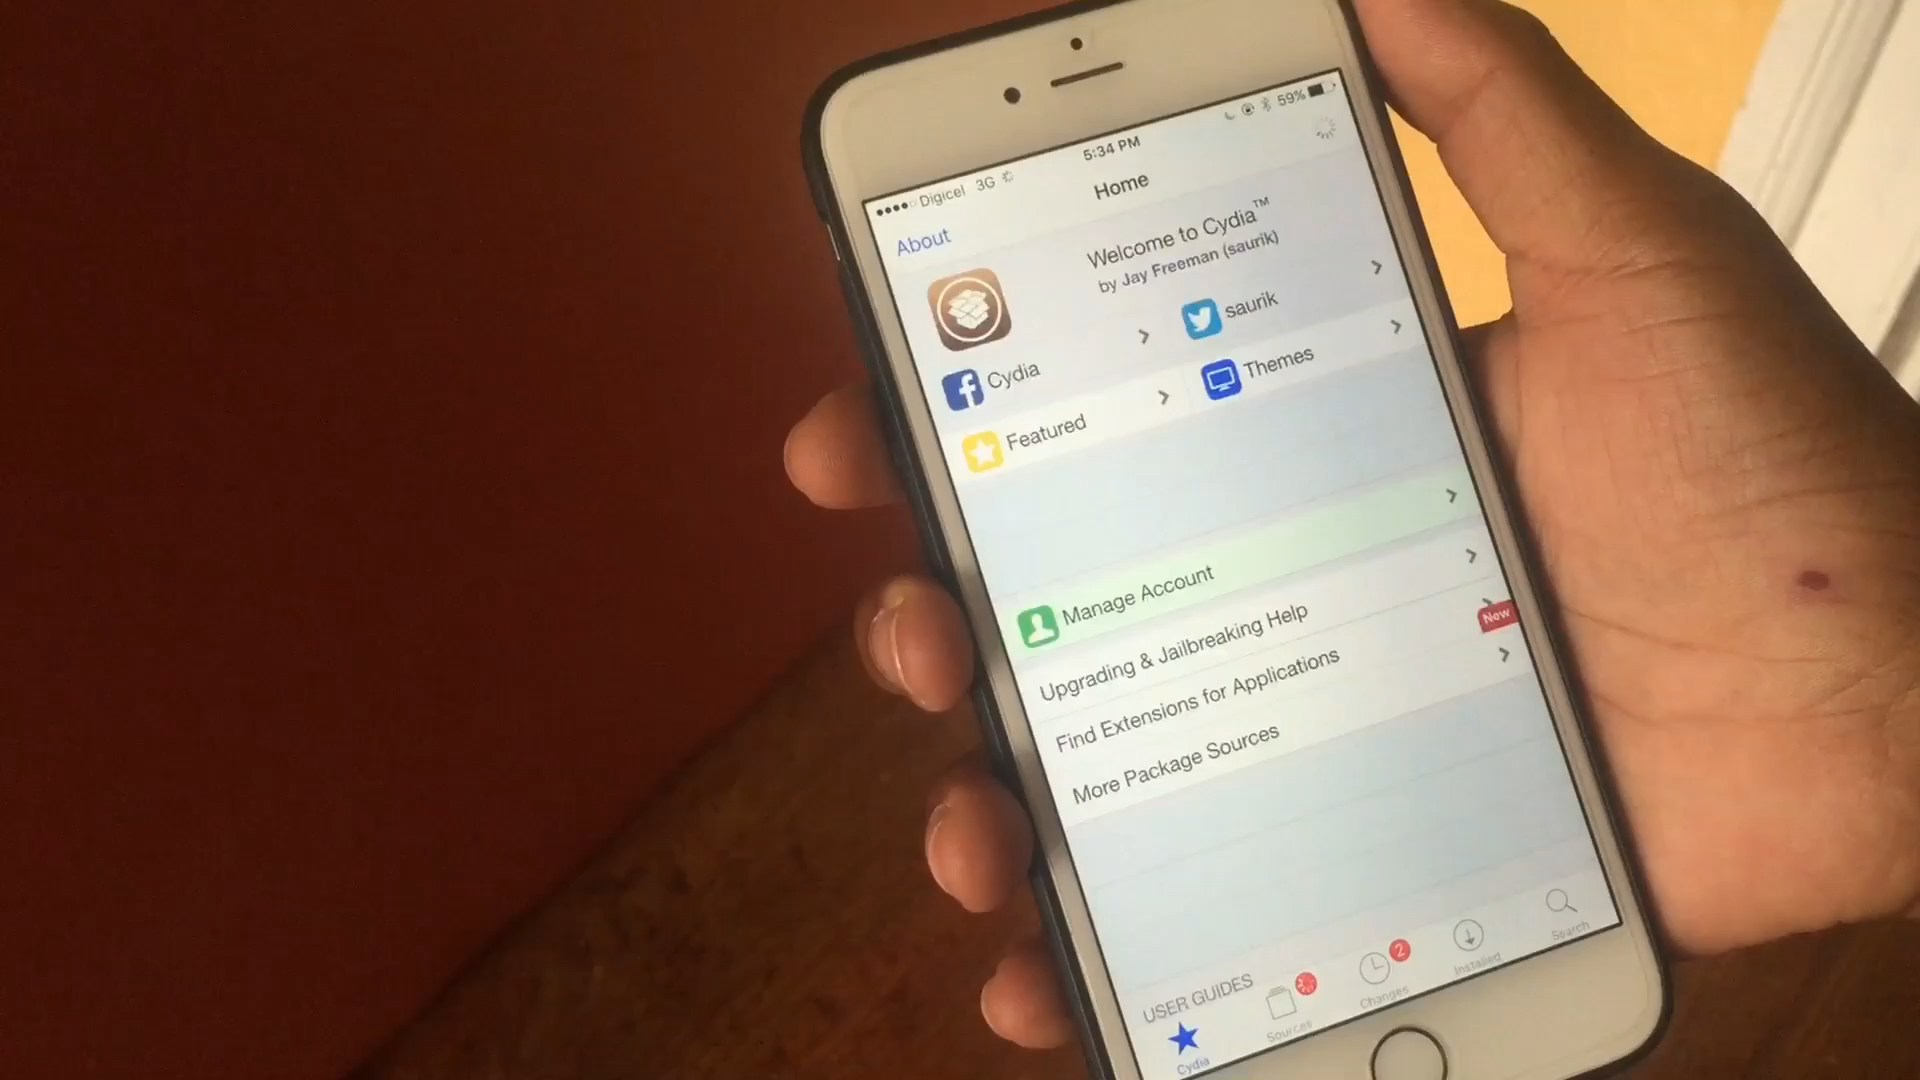 Digicel 3G 5:34 PM 59%
About Home
Welcome to Cydia™
by Jay Freeman (saurik)
Cydia
saurik
Featured
Themes
Manage Account
Upgrading & Jailbreaking Help
Find Extensions for Applications
New
More Package Sources
USER GUIDES
2
Cydia Sources Changes Installed Search